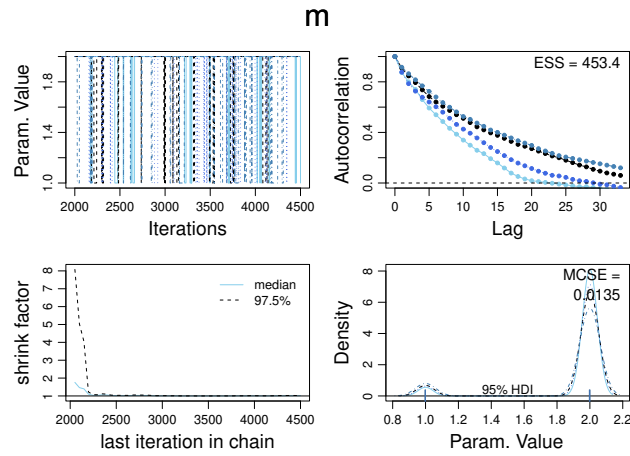 m
Param. Value
1.0 1.4 1.8
2000 2500 3000 3500 4000 4500
Iterations
Autocorrelation
0.0 0.4 0.8
ESS = 453.4
0 5 10 15 20 25 30
Lag
shrink factor
1 2 3 4 5 6 7 8
median
97.5%
2000 2500 3000 3500 4000 4500
last iteration in chain
Density
0 2 4 6 8
MCSE =
0.0135
95% HDI
0.8 1.0 1.2 1.4 1.6 1.8 2.0 2.2
Param. Value